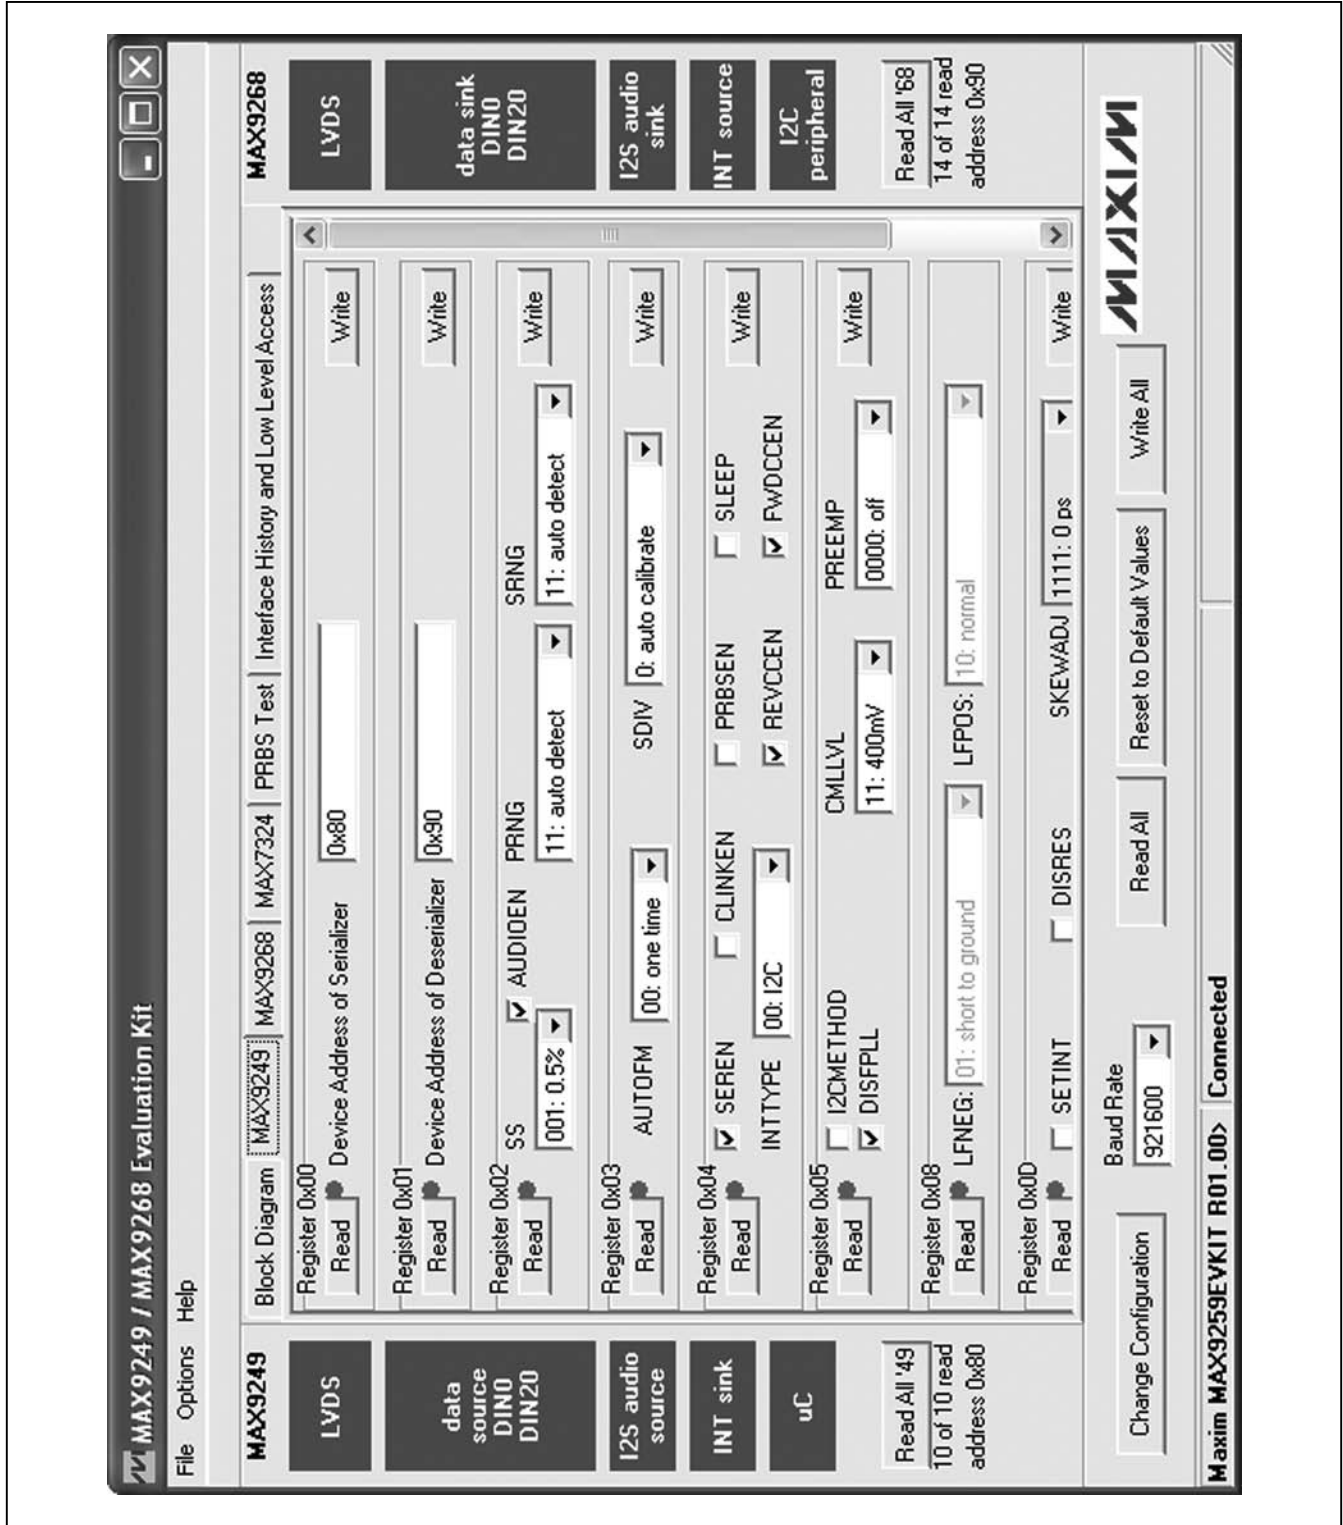 MAX9249 / MAX9268 Evaluation Kit
File Options Help
MAX9249
LVDS
data
source
DIN0
DIN20
I2S audio
source
INT sink
uC
Read All '49
10 of 10 read
address 0x80
Block Diagram MAX9249 MAX9268 MAX7324 PRBS Test Interface History and Low Level Access
Register 0x00
Read Device Address of Serializer 0x80 Write
Register 0x01
Read Device Address of Deserializer 0x90 Write
Register 0x02
SS AUDIOEN PRNG SRNG
Read 001: 0.5% 11: auto detect 11: auto detect Write
Register 0x03
Read AUTOFM 00: one time SDIV 0: auto calibrate Write
Register 0x04
Read SEREN CLINKEN PRBSEN SLEEP Write
INTTYPE 00: I2C REVCCEN FWDCCEN
Register 0x05
Read I2CMETHOD CMLLVL PREEMP Write
DISFPLL 11: 400mV 0000: off
Register 0x08
Read LFNEG: 01: short to ground LFPOS: 10: normal
Register 0x0D
Read SETINT DISRES SKEWADJ 1111: 0 ps Write
MAX9268
LVDS
data sink
DIN0
DIN20
I2S audio
sink
INT source
I2C
peripheral
Read All '68
14 of 14 read
address 0x90
Change Configuration
Baud Rate
921600
Read All Reset to Default Values Write All
MAXIM
Maxim MAX9259EVKIT R01.00> Connected